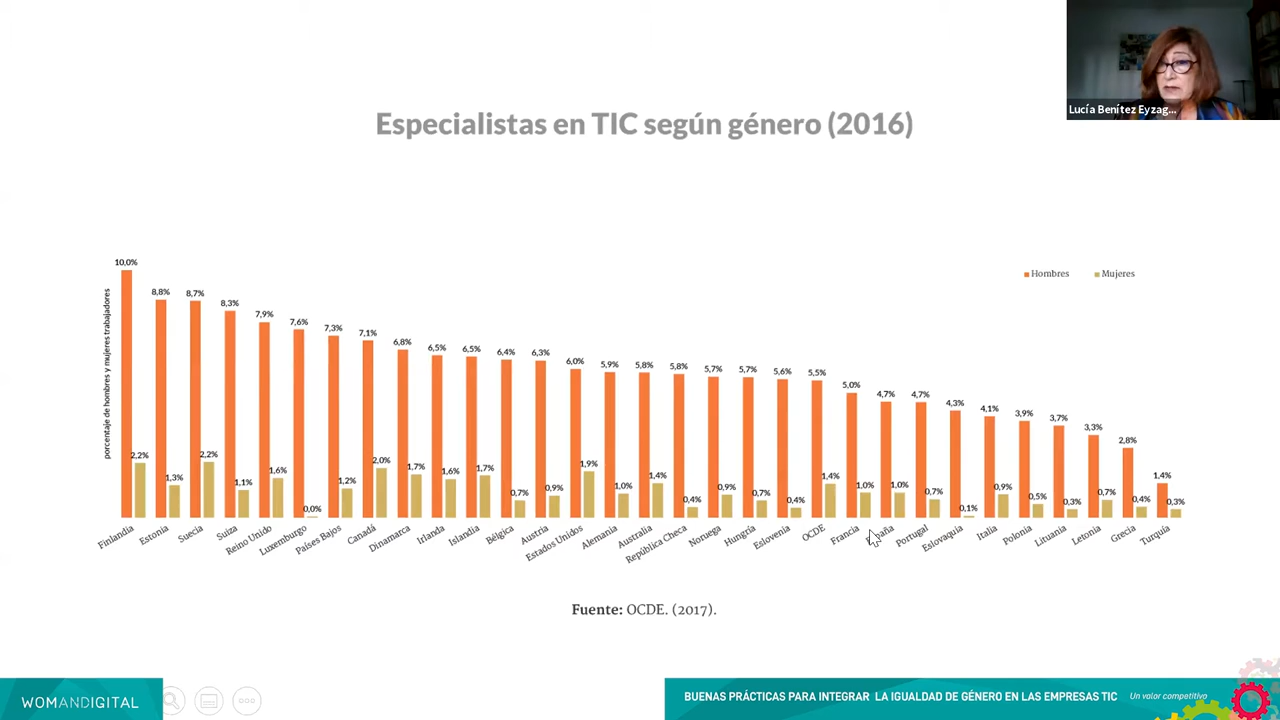 Lucía Benítez Eyzag...
Especialistas en TIC según género (2016)
porcentaje de hombres y mujeres trabajadores
Hombres
Mujeres
10,0%
2,2%
8,8%
1,3%
8,7%
2,2%
8,3%
1,1%
7,9%
1,6%
7,6%
0,0%
7,3%
1,2%
7,1%
2,0%
6,8%
1,7%
6,5%
1,6%
6,5%
1,7%
6,4%
0,7%
6,3%
0,9%
6,0%
1,9%
5,9%
1,0%
5,8%
1,4%
5,8%
0,4%
5,7%
0,9%
5,7%
0,7%
5,6%
0,4%
5,5%
1,4%
5,0%
1,0%
4,7%
1,0%
4,7%
0,7%
4,3%
0,1%
4,1%
0,9%
3,9%
0,5%
3,7%
0,3%
3,3%
0,7%
2,8%
0,4%
1,4%
0,3%
Finlandia
Estonia
Suecia
Suiza
Reino Unido
Luxemburgo
Países Bajos
Canadá
Dinamarca
Irlanda
Islandia
Bélgica
Austria
Estados Unidos
Alemania
Australia
República Checa
Noruega
Hungría
Eslovenia
OCDE
Francia
España
Portugal
Eslovaquia
Italia
Polonia
Lituania
Letonia
Grecia
Turquía
Fuente: OCDE. (2017).
WOMANDIGITAL
BUENAS PRÁCTICAS PARA INTEGRAR LA IGUALDAD DE GÉNERO EN LAS EMPRESAS TIC
Un valor competitivo